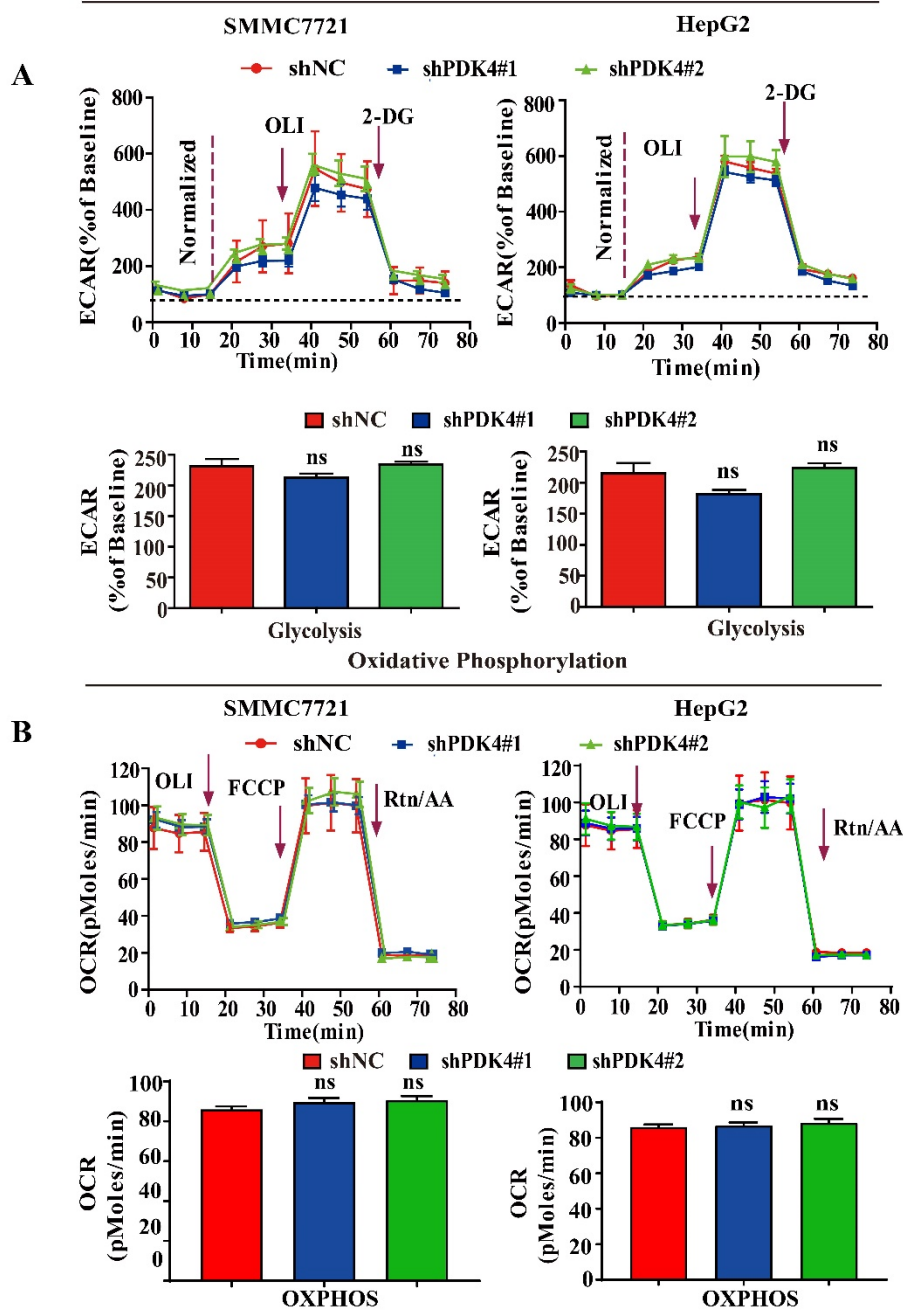 SMMC7721 HepG2
A
shNC shPDK4#1 shPDK4#2
ECAR(%of Baseline)
800
600
400
200
0
Normalized
OLI
2-DG
0 10 20 30 40 50 60 70 80
Time(min)
ECAR(%of Baseline)
800
600
400
200
0
Normalized
OLI
2-DG
0 10 20 30 40 50 60 70 80
Time(min)
shNC shPDK4#1 shPDK4#2
ECAR
(%of Baseline)
250
200
150
100
50
0
ns ns
Glycolysis
ECAR
(%of Baseline)
250
200
150
100
50
0
ns ns
Glycolysis
Oxidative Phosphorylation
SMMC7721 HepG2
B
shNC shPDK4#1 shPDK4#2
OCR(pMoles/min)
120
100
80
60
40
20
0
OLI
FCCP
Rtn/AA
0 10 20 30 40 50 60 70 80
Time(min)
OCR(pMoles/min)
120
100
80
60
40
20
0
OLI
FCCP
Rtn/AA
0 10 20 30 40 50 60 70 80
Time(min)
shNC shPDK4#1 shPDK4#2
OCR
(pMoles/min)
100
80
60
40
20
0
ns ns
OXPHOS
OCR
(pMoles/min)
100
80
60
40
20
0
ns ns
OXPHOS